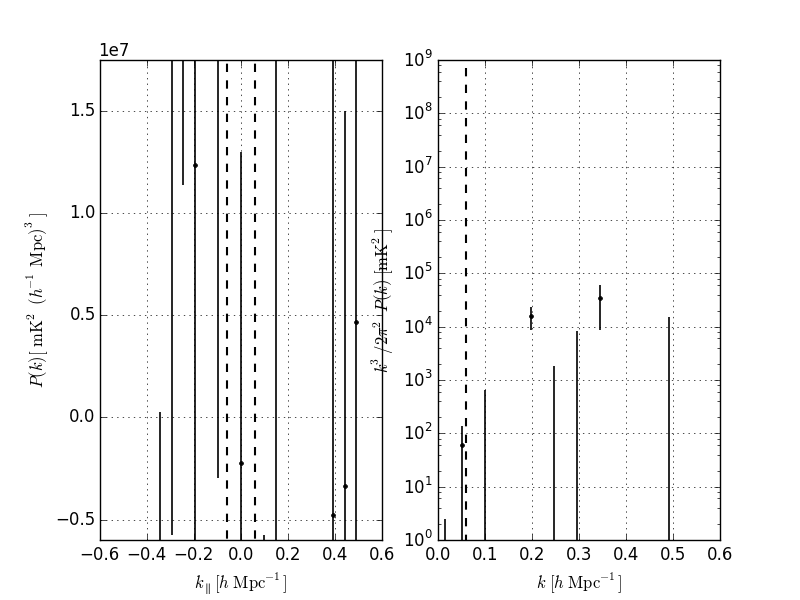 1e7
1.5
1.0
0.5
0.0
−0.5
−0.6 −0.4 −0.2 0.0 0.2 0.4 0.6
k∥ [h Mpc⁻¹]
P(k)[ mK² (h⁻¹ Mpc)³ ]
10⁹
10⁸
10⁷
10⁶
10⁵
10⁴
10³
10²
10¹
10⁰
0.0 0.1 0.2 0.3 0.4 0.5 0.6
k [h Mpc⁻¹]
k³/2π² P(k) [mK²]